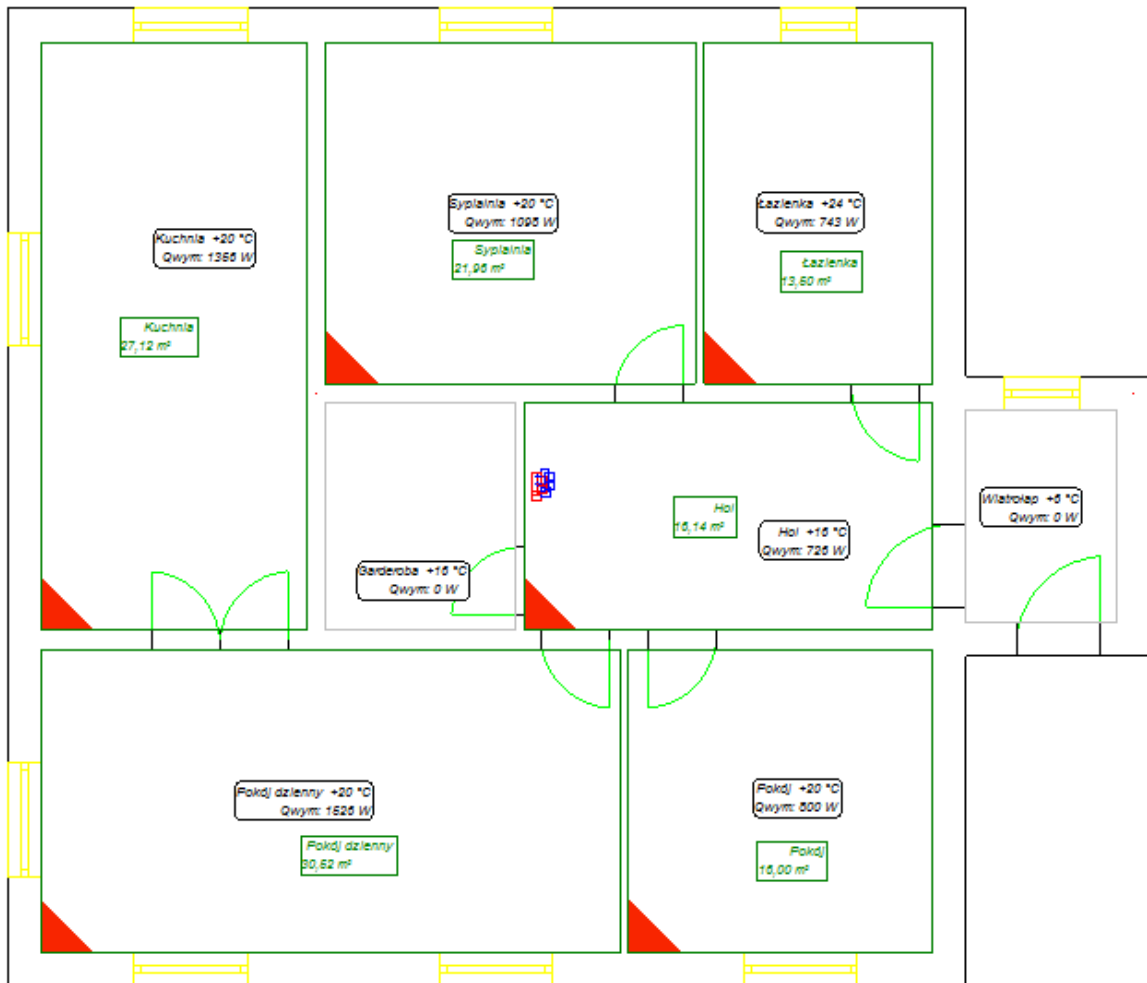 Sypialnia +20 °C
Qwym: 1098 W
Sypialnia
21,96 m²
Łazienka +24 °C
Qwym: 743 W
Łazienka
13,50 m²
Kuchnia +20 °C
Qwym: 1356 W
Kuchnia
27,12 m²
Hol
16,14 m²
Hol +16 °C
Qwym: 726 W
Wiatrołap +6 °C
Qwym: 0 W
Garderoba +16 °C
Qwym: 0 W
Pokój dzienny +20 °C
Qwym: 1526 W
Pokój dzienny
30,52 m²
Pokój +20 °C
Qwym: 800 W
Pokój
16,00 m²